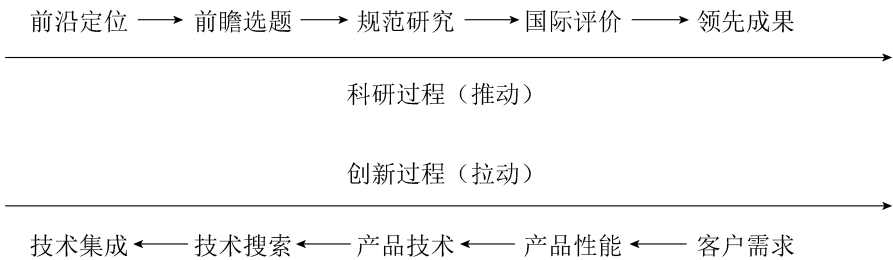 前沿定位 前瞻选题 规范研究 国际评价 领先成果
科研过程（推动）
创新过程（拉动）
技术集成 技术搜索 产品技术 产品性能 客户需求